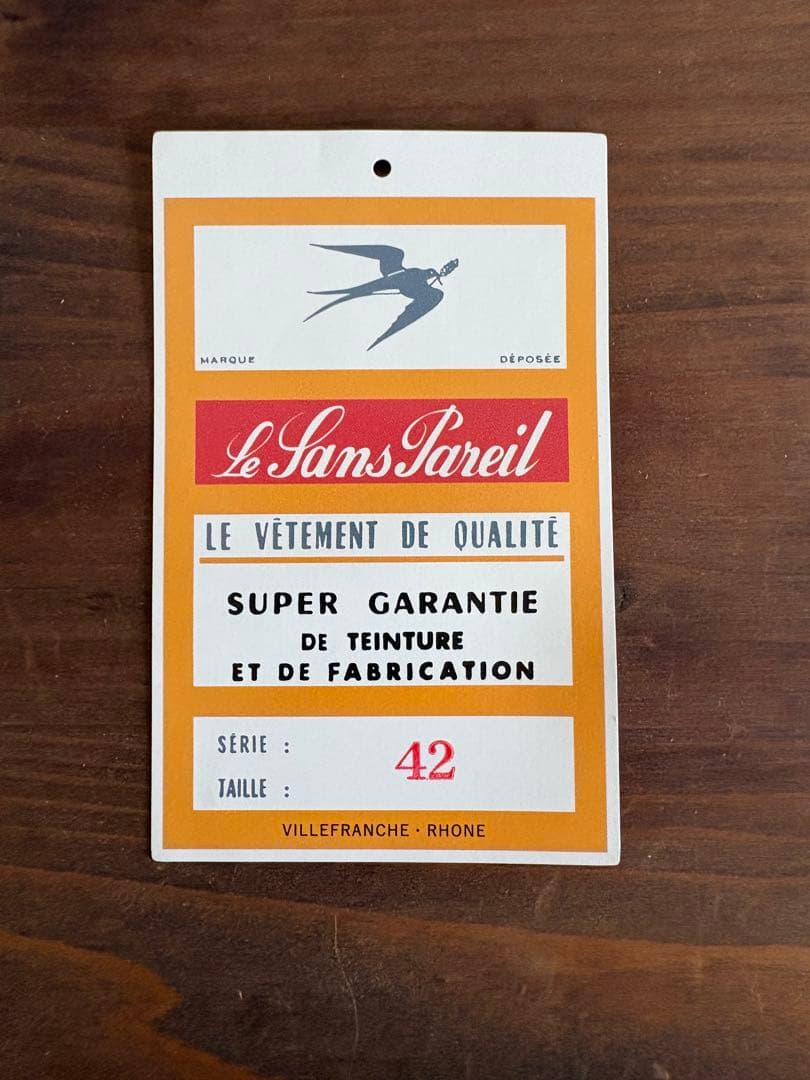 MARQUE DÉPOSÉE
Le Sans Pareil
LE VÊTEMENT DE QUALITÉ
SUPER GARANTIE
DE TEINTURE
ET DE FABRICATION
SÉRIE :
42
TAILLE :
VILLEFRANCHE · RHONE